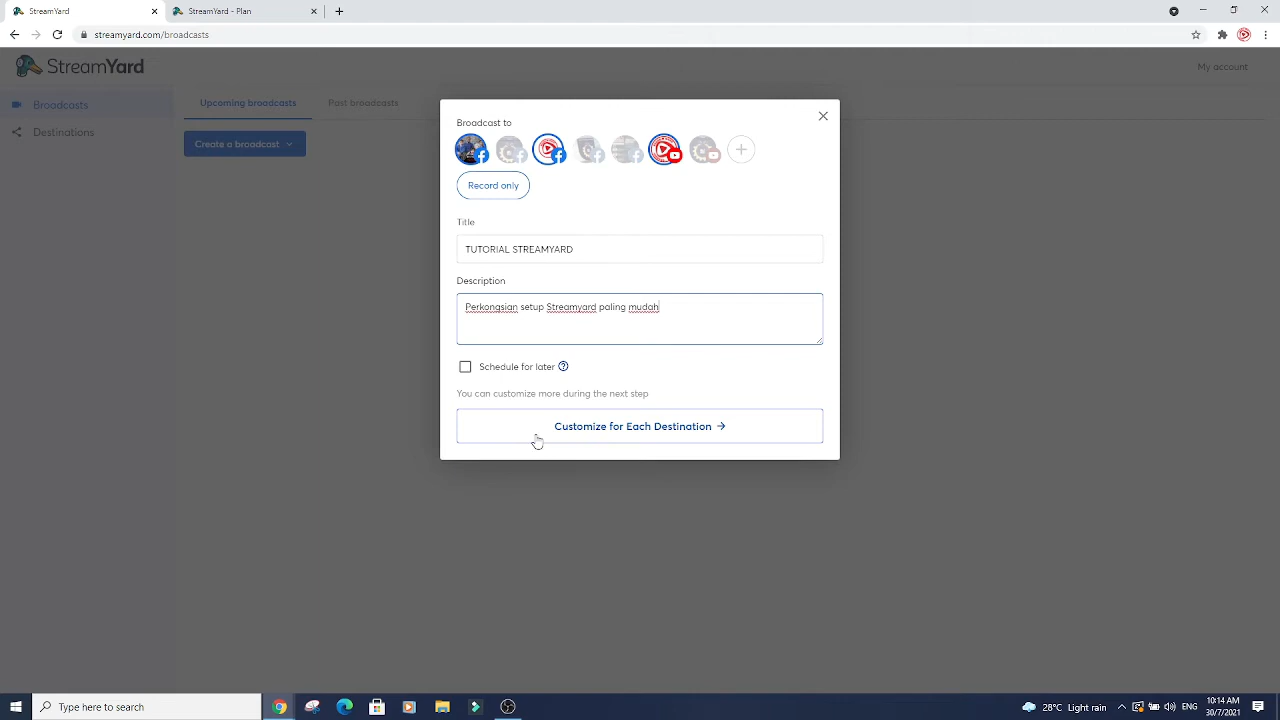 StreamYard
StreamYard - Plan
streamyard.com/broadcasts
StreamYard
My account
Broadcasts
Destinations
Upcoming broadcasts
Past broadcasts
Create a broadcast
Broadcast to
Record only
Title
TUTORIAL STREAMYARD
Description
Perkongsian setup Streamyard paling mudah
Schedule for later
You can customize more during the next step
Customize for Each Destination
Type here to search
28°C Light rain
10:14 AM
30/7/2021